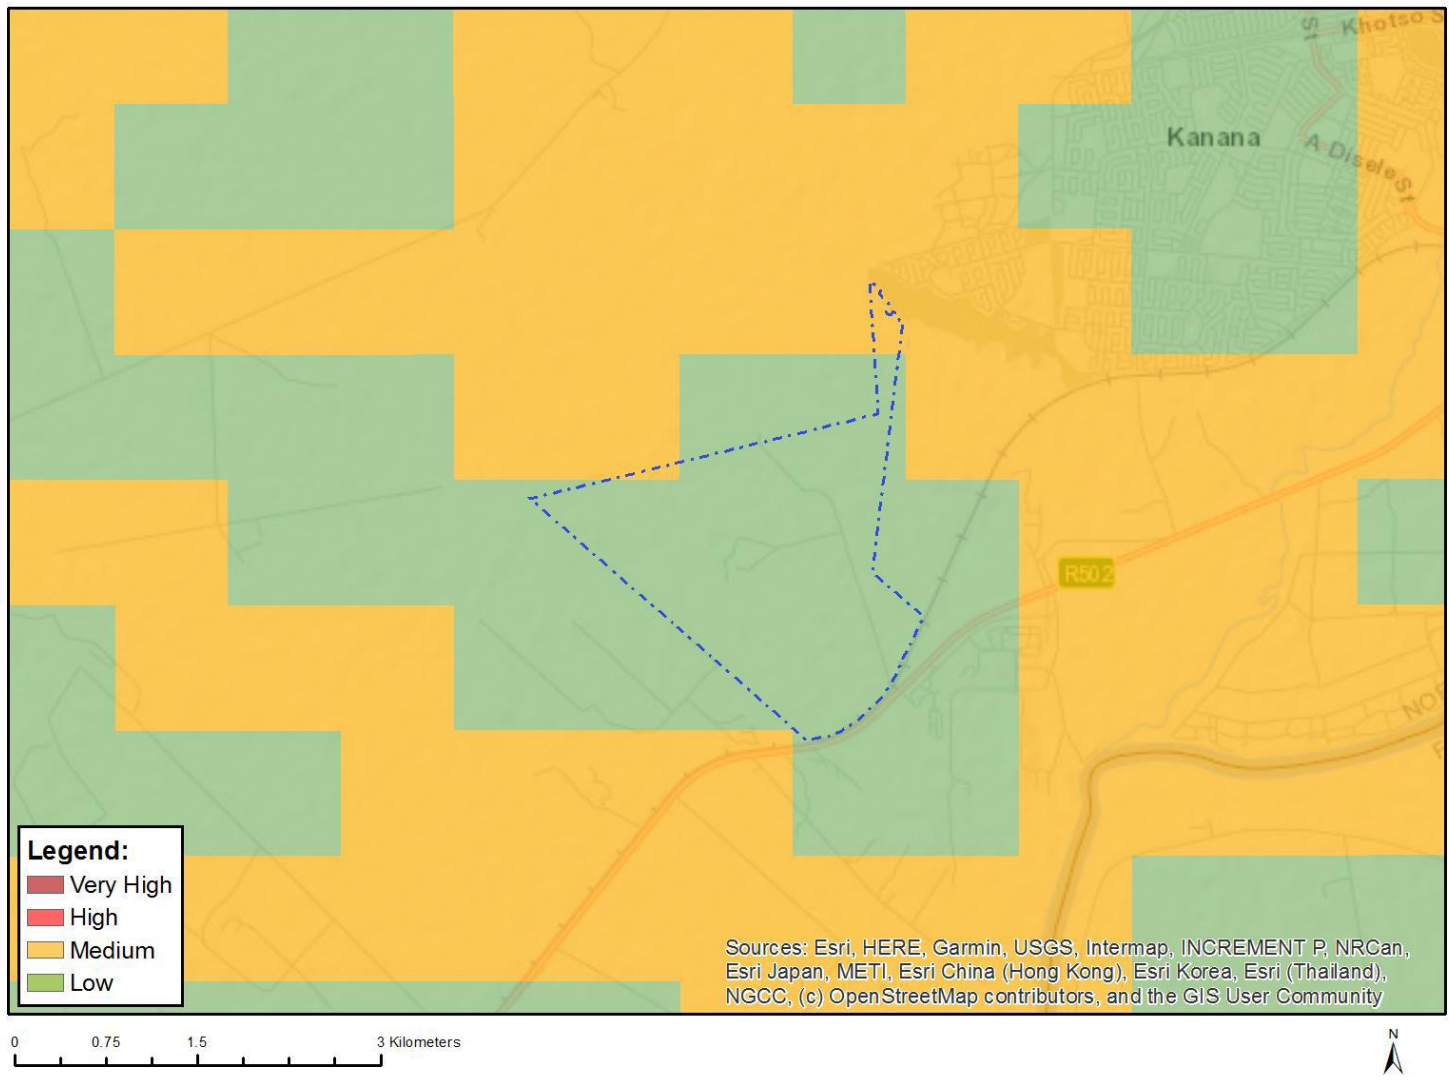 Khotso S
St
Kanana
A Disele St
R502
NOR
Legend:
Very High
High
Medium
Low
Sources: Esri, HERE, Garmin, USGS, Intermap, INCREMENT P, NRCan,
Esri Japan, METI, Esri China (Hong Kong), Esri Korea, Esri (Thailand),
NGCC, (c) OpenStreetMap contributors, and the GIS User Community
0 0.75 1.5 3 Kilometers
N